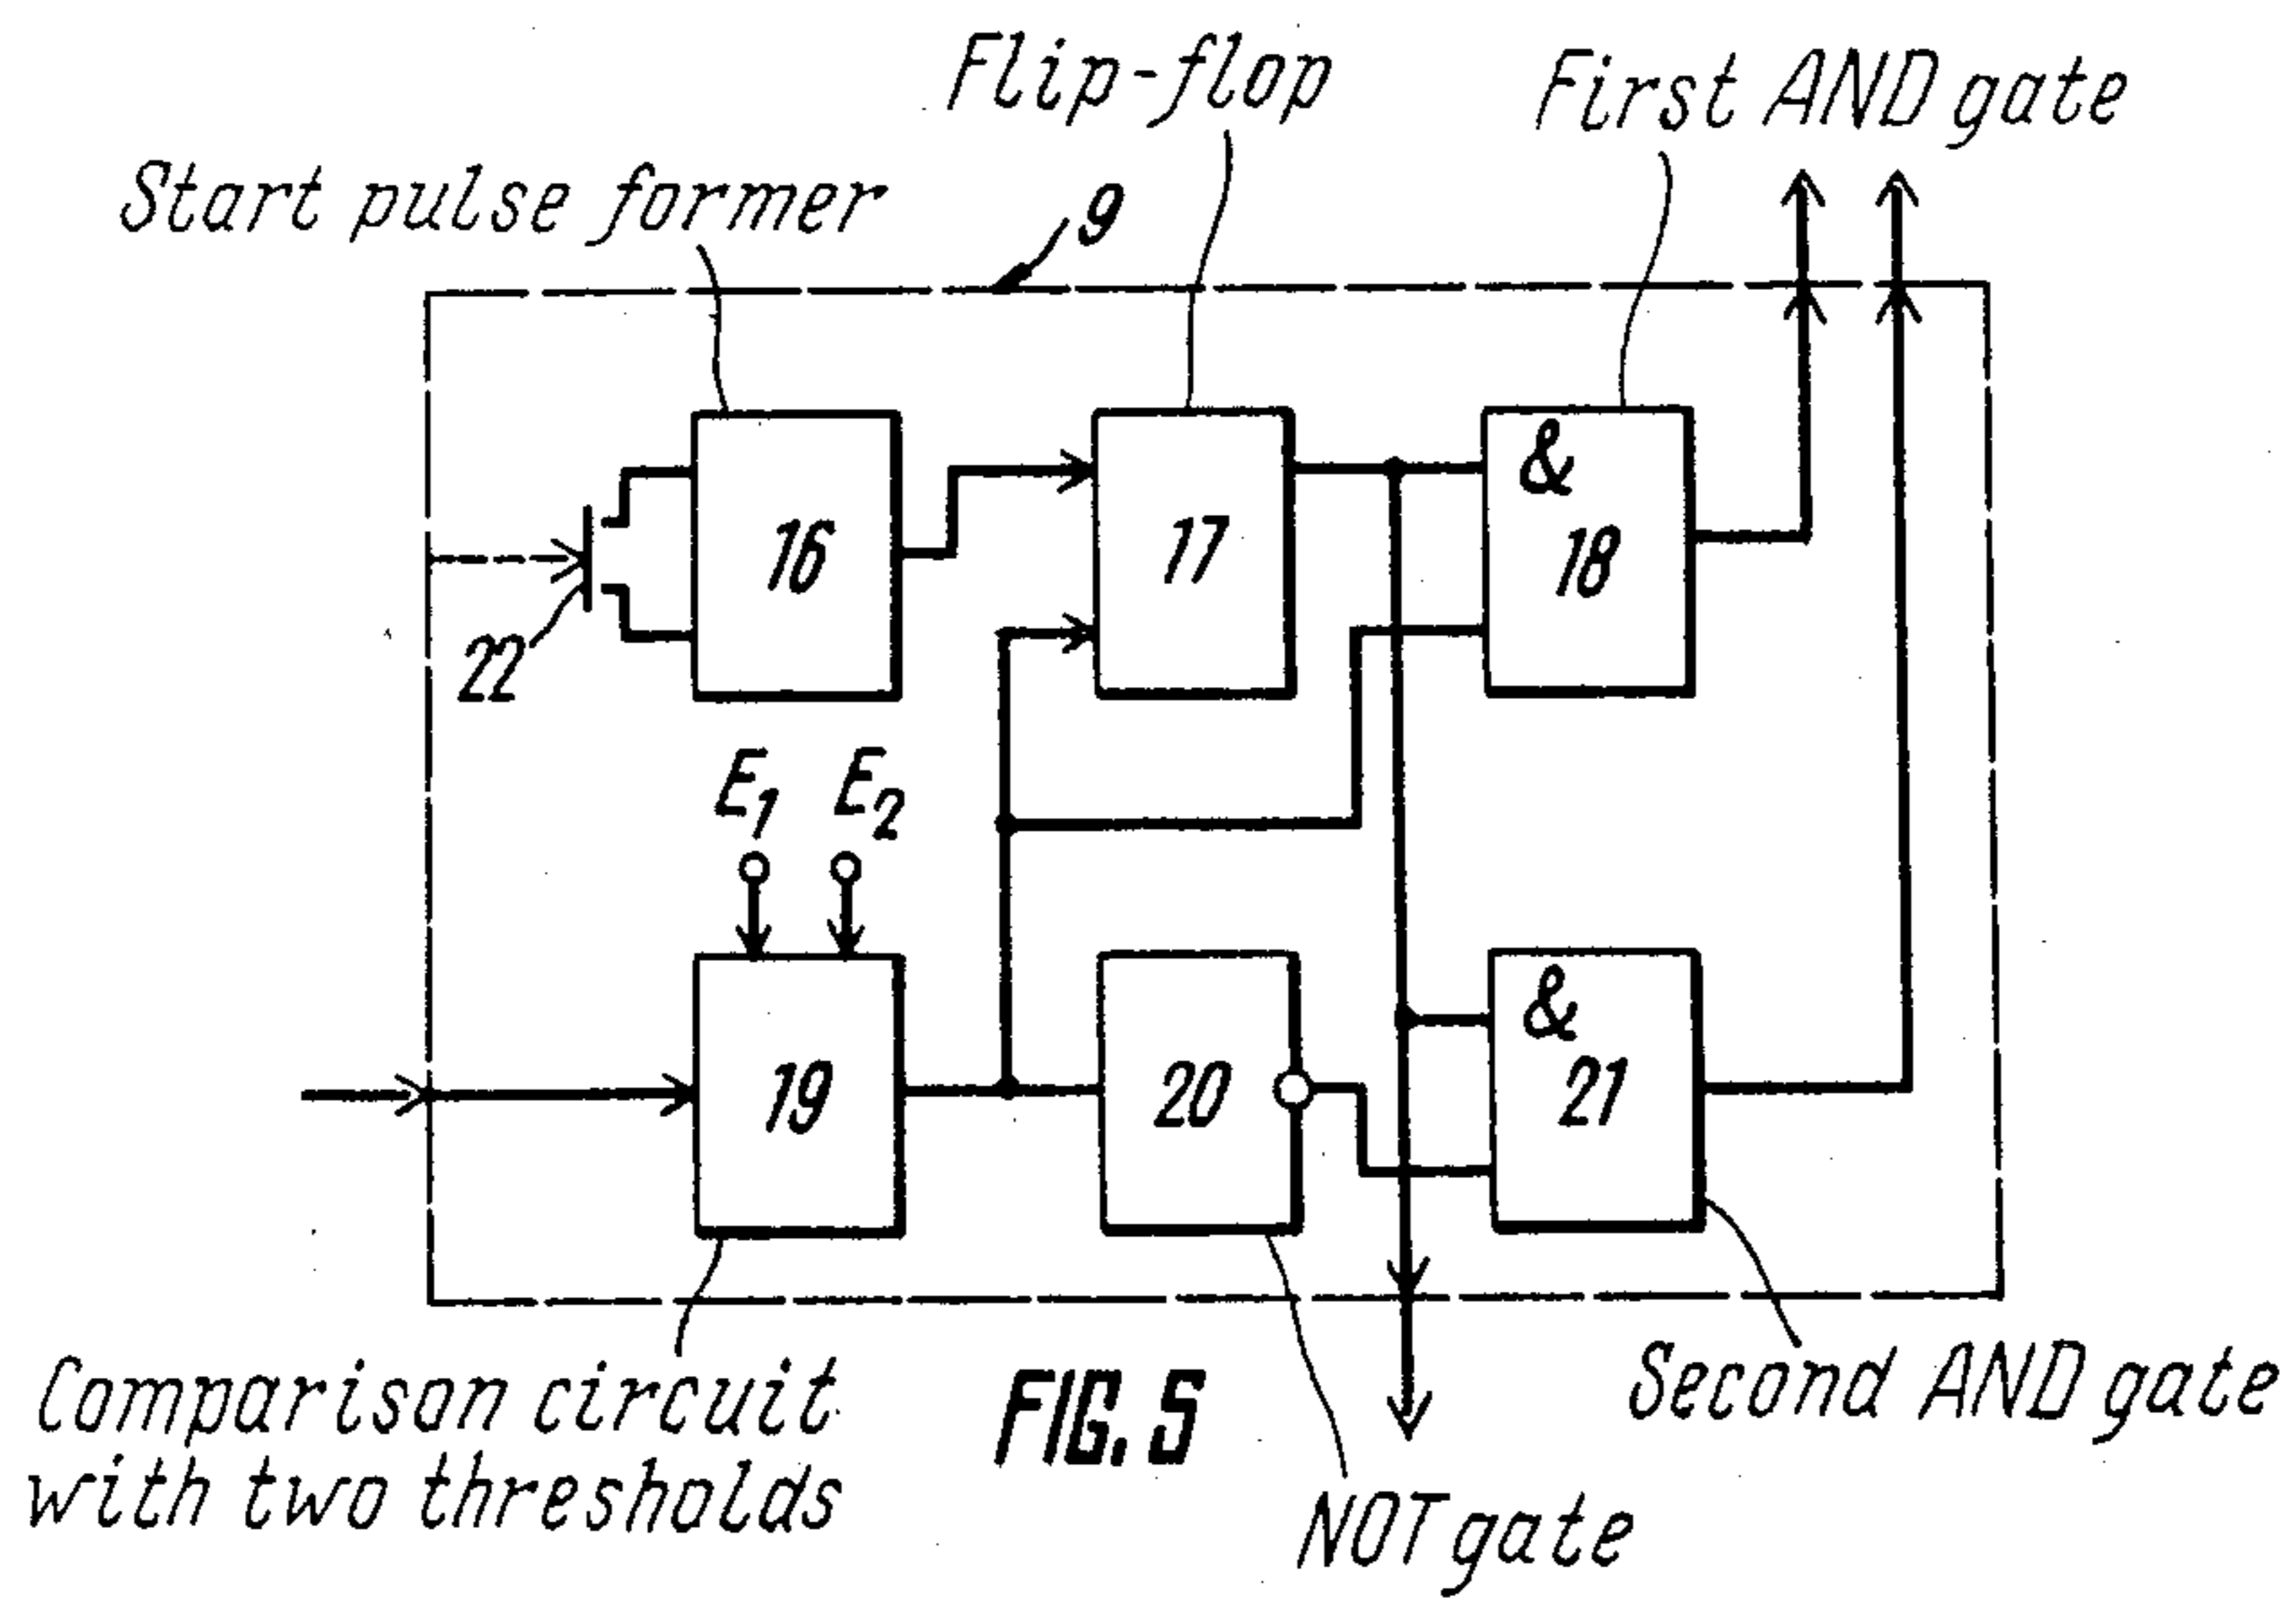 Flip-flop
First AND gate
Start pulse former
9
&
16
17
18
22
E1 E2
&
19
20
21
Comparison circuit
with two thresholds
FIG. 5
Second AND gate
NOT gate